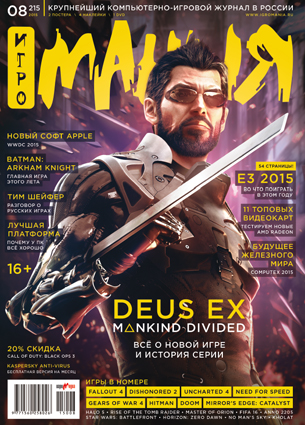 08 215
2015
КРУПНЕЙШИЙ КОМПЬЮТЕРНО-ИГРОВОЙ ЖУРНАЛ В РОССИИ
2 ПОСТЕРА | 4 НАКЛЕЙКИ | 1 DVD
WWW.IGROMANIA.RU
ИГРО
МАНИЯ
НОВЫЙ СОФТ APPLE
WWDC 2015
BATMAN:
ARKHAM KNIGHT
ГЛАВНАЯ ИГРА
ЭТОГО ЛЕТА
ТИМ ШЕЙФЕР
РАЗГОВОР О
РУССКИХ ИГРАХ
ЛУЧШАЯ
ПЛАТФОРМА
ПОЧЕМУ У ПК
ВСЁ ХОРОШО
16+
54 СТРАНИЦЫ!
E3 2015
ВО ЧТО ПОИГРАТЬ
В ЭТОМ ГОДУ
11 ТОПОВЫХ
ВИДЕОКАРТ
ТЕСТИРУЕМ НОВЫЕ
AMD RADEON
БУДУЩЕЕ
ЖЕЛЕЗНОГО
МИРА
COMPUTEX 2015
DEUS EX
MANKIND DIVIDED
ВСЁ О НОВОЙ ИГРЕ
И ИСТОРИЯ СЕРИИ
20% СКИДКА
CALL OF DUTY: BLACK OPS 3
KASPERSKY ANTI-VIRUS
БЕСПЛАТНАЯ ВЕРСИЯ НА МЕСЯЦ
ИГРЫ В НОМЕРЕ
FALLOUT 4 | DISHONORED 2 | UNCHARTED 4 | NEED FOR SPEED
GEARS OF WAR 4 | HITMAN | DOOM | MIRROR'S EDGE: CATALYST
HALO 5 • RISE OF THE TOMB RAIDER • MASTER OF ORION • FIFA 16 • ANNO 2205
STAR WARS: BATTLEFRONT • HORIZON: ZERO DAWN • NO MAN'S SKY • KHOLAT